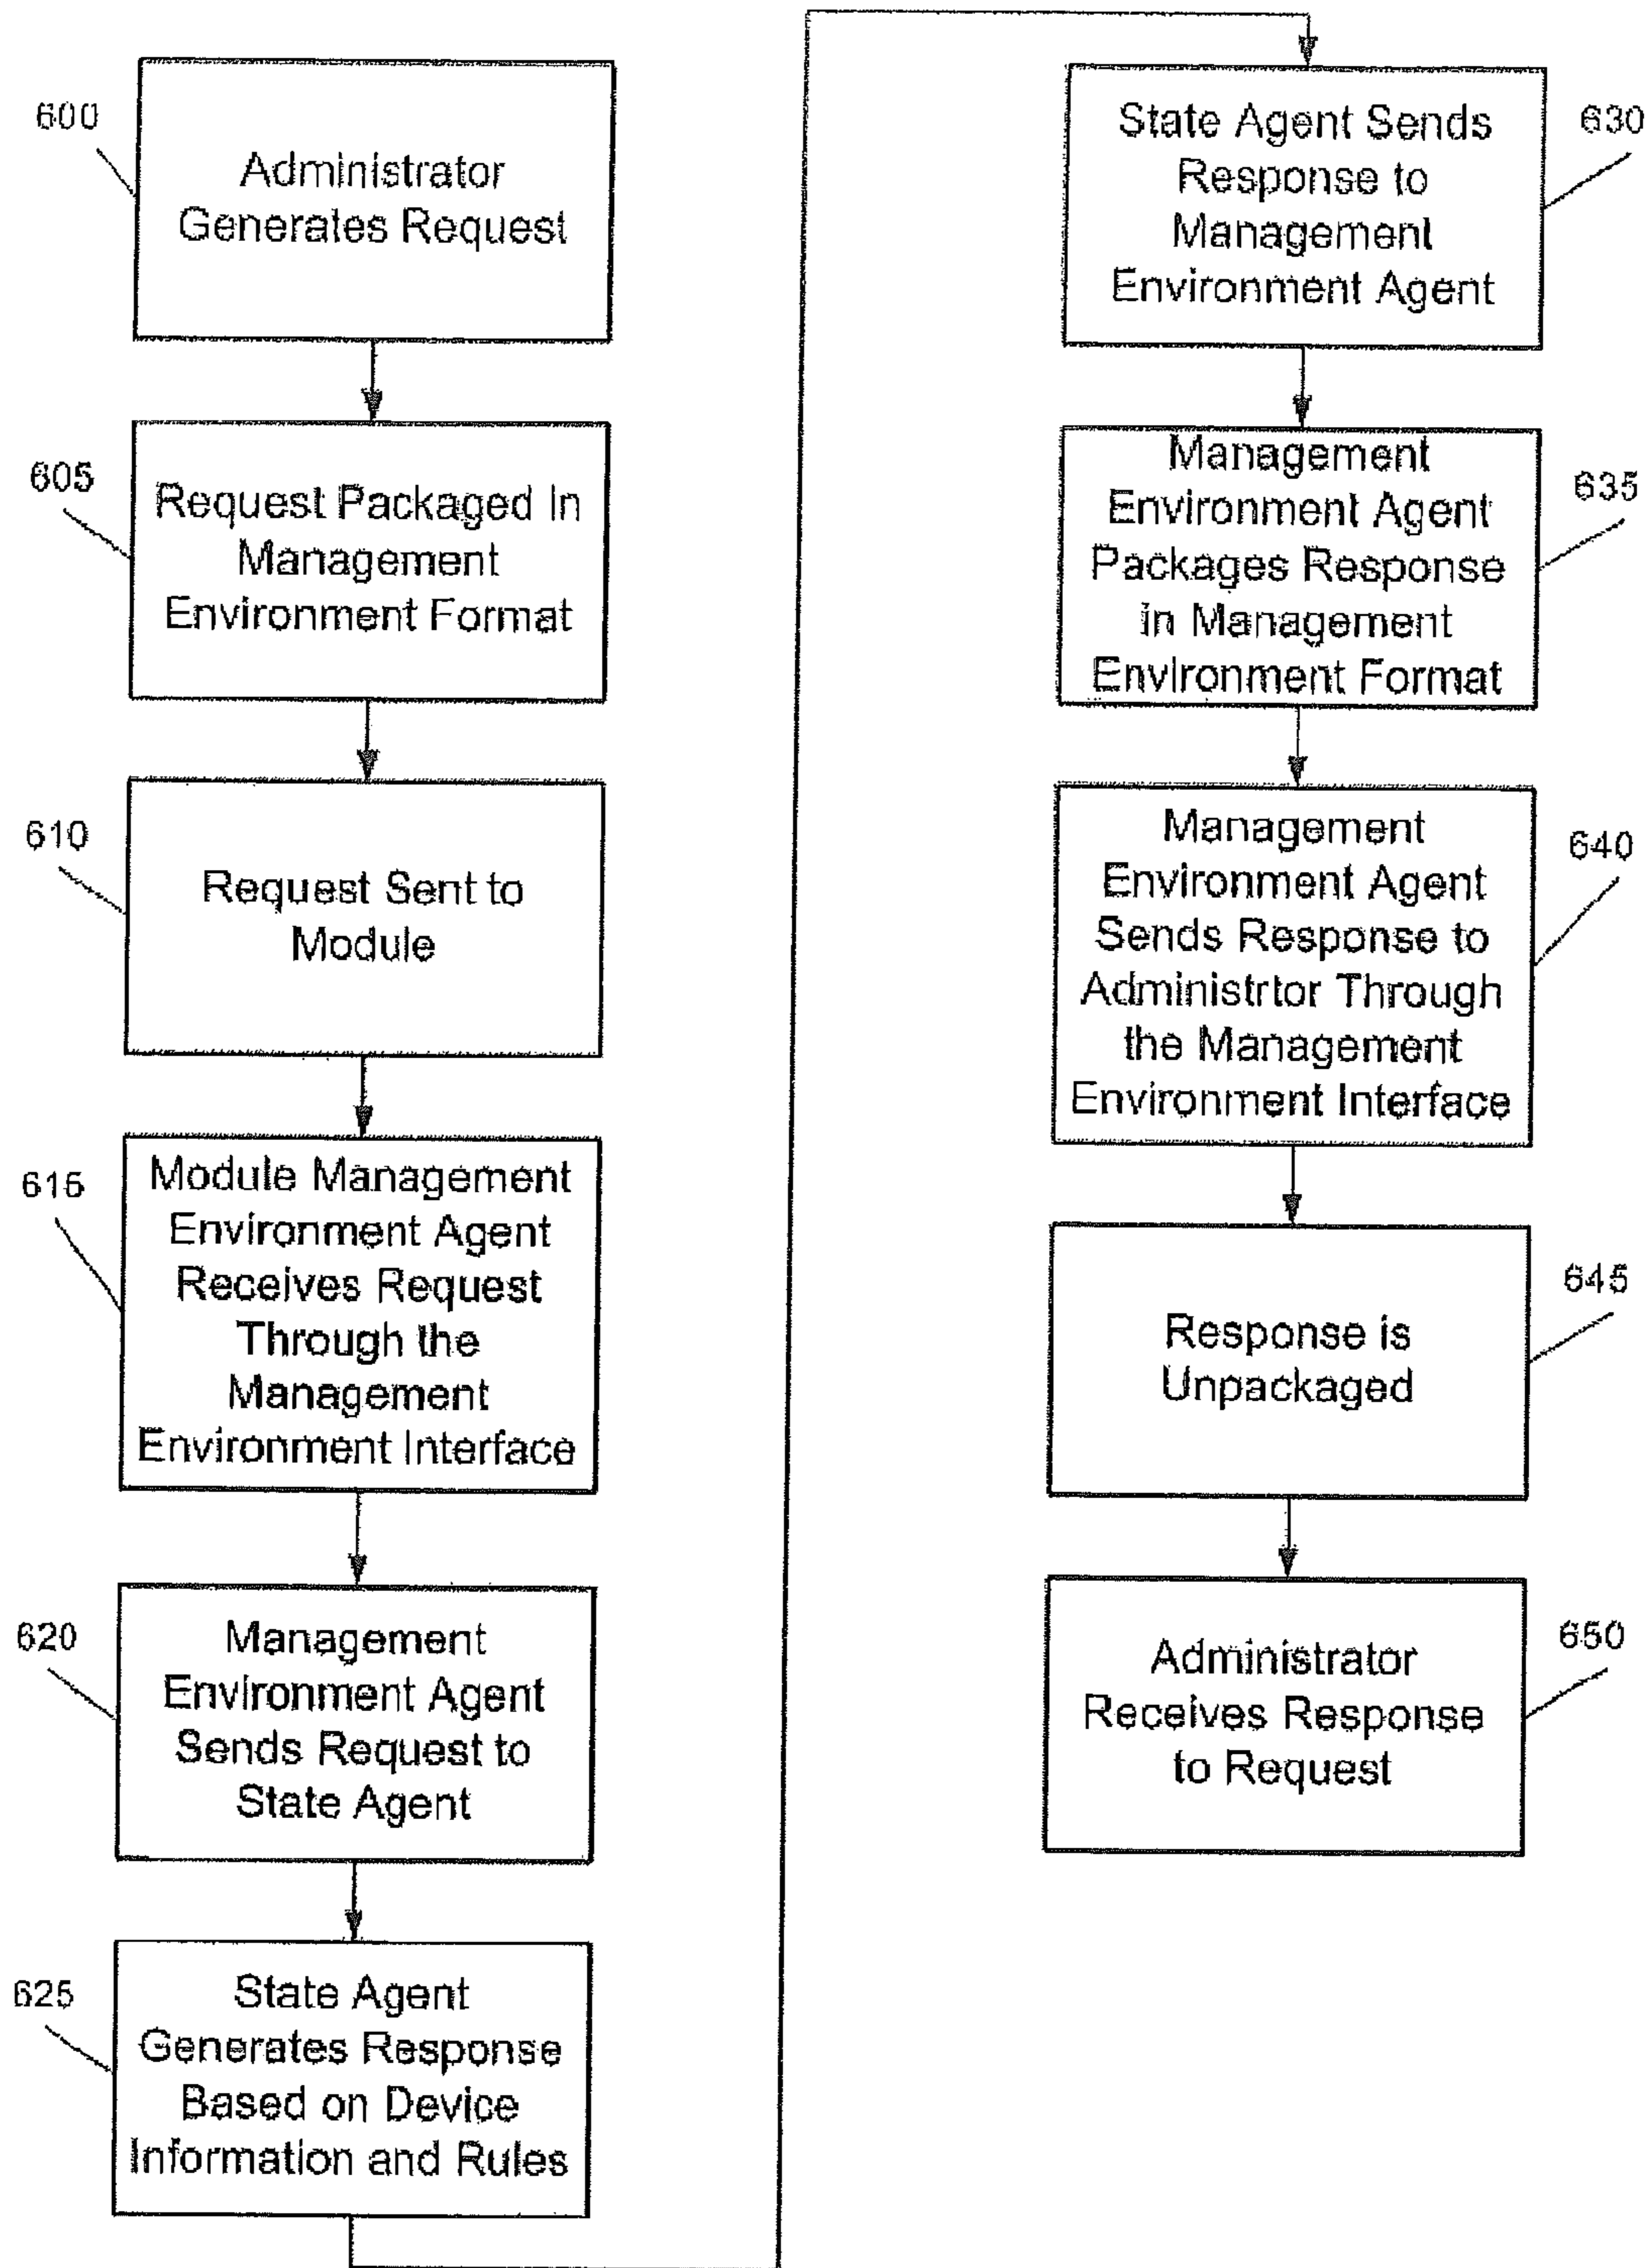 600
Administrator
Generates Request
605
Request Packaged In
Management
Environment Format
610
Request Sent to
Module
615
Module Management
Environment Agent
Receives Request
Through the
Management
Environment Interface
620
Management
Environment Agent
Sends Request to
State Agent
625
State Agent
Generates Response
Based on Device
Information and Rules
630
State Agent Sends
Response to
Management
Environment Agent
635
Management
Environment Agent
Packages Response
in Management
Environment Format
640
Management
Environment Agent
Sends Response to
Administrtor Through
the Management
Environment Interface
645
Response is
Unpackaged
650
Administrator
Receives Response
to Request